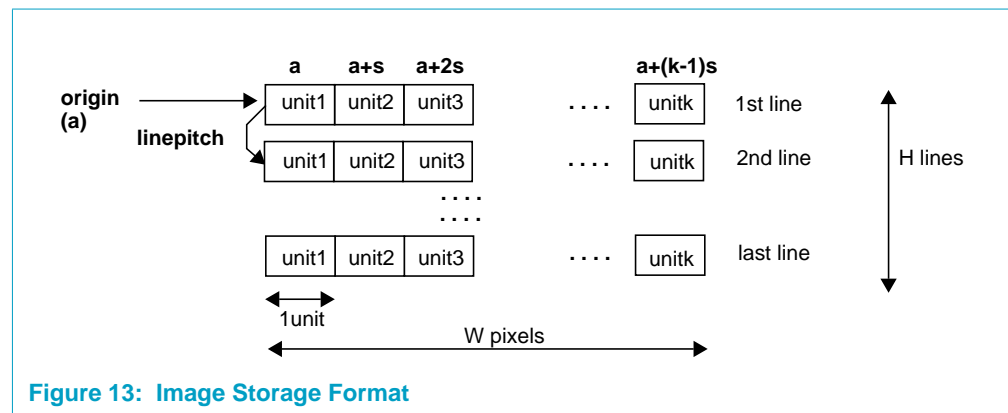 a a+s a+2s a+(k-1)s
origin
(a)
unit1 unit2 unit3 .... unitk 1st line
linepitch
unit1 unit2 unit3 .... unitk 2nd line
H lines
....
....
unit1 unit2 unit3 .... unitk last line
1unit
W pixels
Figure 13: Image Storage Format